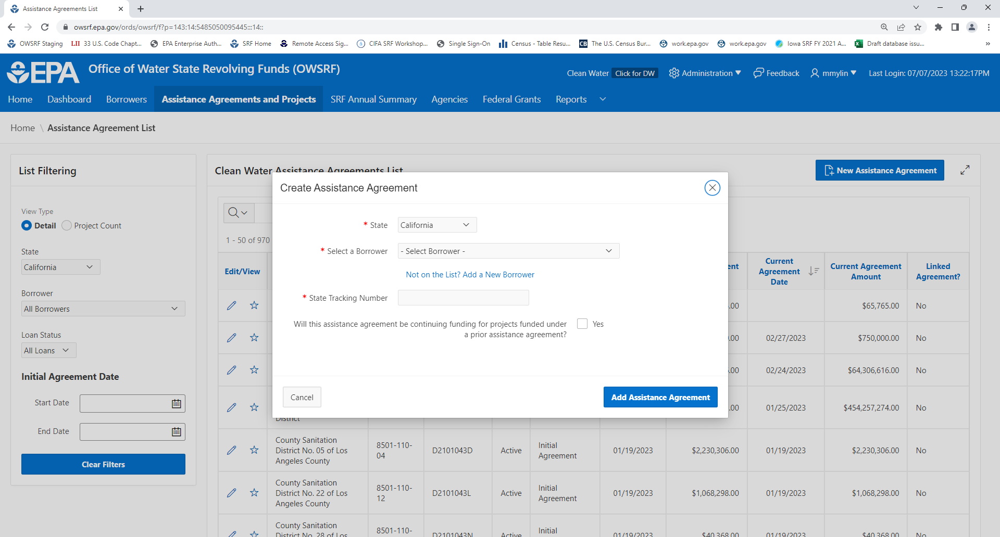 Assistance Agreements List
owsrf.epa.gov/ords/owsrf/f?p=143:14:5485050095445:::14::
OWSRF Staging
LII 33 U.S. Code Chapt...
EPA Enterprise Auth...
SRF Home
Remote Access Sig...
CIFA SRF Workshop...
Single Sign-On
Census - Table Resu...
CB The U.S. Census Bur...
work.epa.gov
work.epa.gov
Iowa SRF FY 2021 A...
Draft database issu...
EPA
Office of Water State Revolving Funds (OWSRF)
Clean Water Click for DW
Administration
Feedback
mmylin
Last Login: 07/07/2023 13:22:17PM
Home
Dashboard
Borrowers
Assistance Agreements and Projects
SRF Annual Summary
Agencies
Federal Grants
Reports
Home \ Assistance Agreement List
List Filtering
View Type
Detail
Project Count
State
California
Borrower
All Borrowers
Loan Status
All Loans
Initial Agreement Date
Start Date
End Date
Clear Filters
Clean Water Assistance Agreements List
New Assistance Agreement
1 - 50 of 970
Create Assistance Agreement
* State
California
* Select a Borrower
- Select Borrower -
Not on the List? Add a New Borrower
* State Tracking Number
Will this assistance agreement be continuing funding for projects funded under
a prior assistance agreement?
Yes
Cancel
Add Assistance Agreement
Edit/View
Current
Agreement
Date
Current Agreement
Amount
Linked
Agreement?
.00 $65,765.00 No
.00 02/27/2023 $750,000.00 No
.00 02/24/2023 $64,306,616.00 No
District
.00 01/25/2023 $454,257,274.00 No
County Sanitation
District No. 05 of Los
Angeles County
8501-110-
04
D2101043D
Active
Initial
Agreement
01/19/2023
$2,230,306.00
01/19/2023
$2,230,306.00
No
County Sanitation
District No. 22 of Los
Angeles County
8501-110-
12
D2101043L
Active
Initial
Agreement
01/19/2023
$1,068,298.00
01/19/2023
$1,068,298.00
No
County Sanitation
District No. 28 of Los
8501-110-
D2101043N
Active
Initial
01/19/2023
$40,368.00
01/19/2023
$40,368.00
No